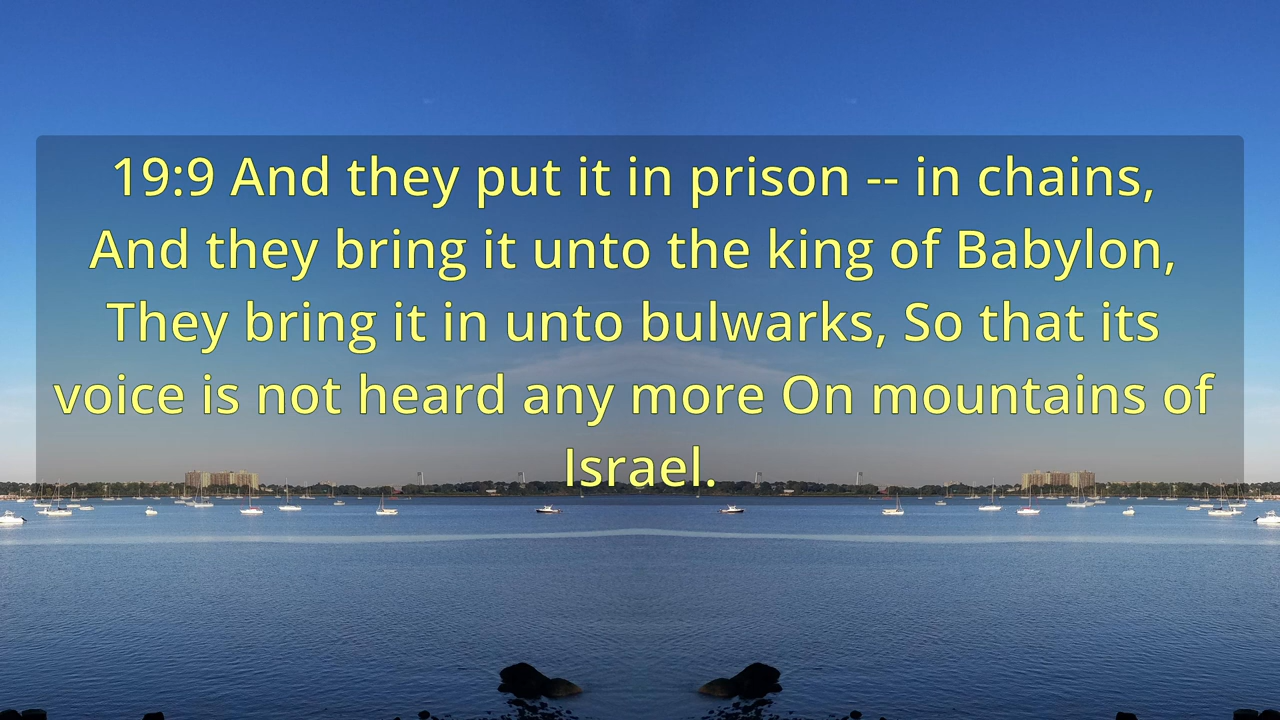 19:9 And they put it in prison -- in chains,
And they bring it unto the king of Babylon,
They bring it in unto bulwarks, So that its
voice is not heard any more On mountains of
Israel.